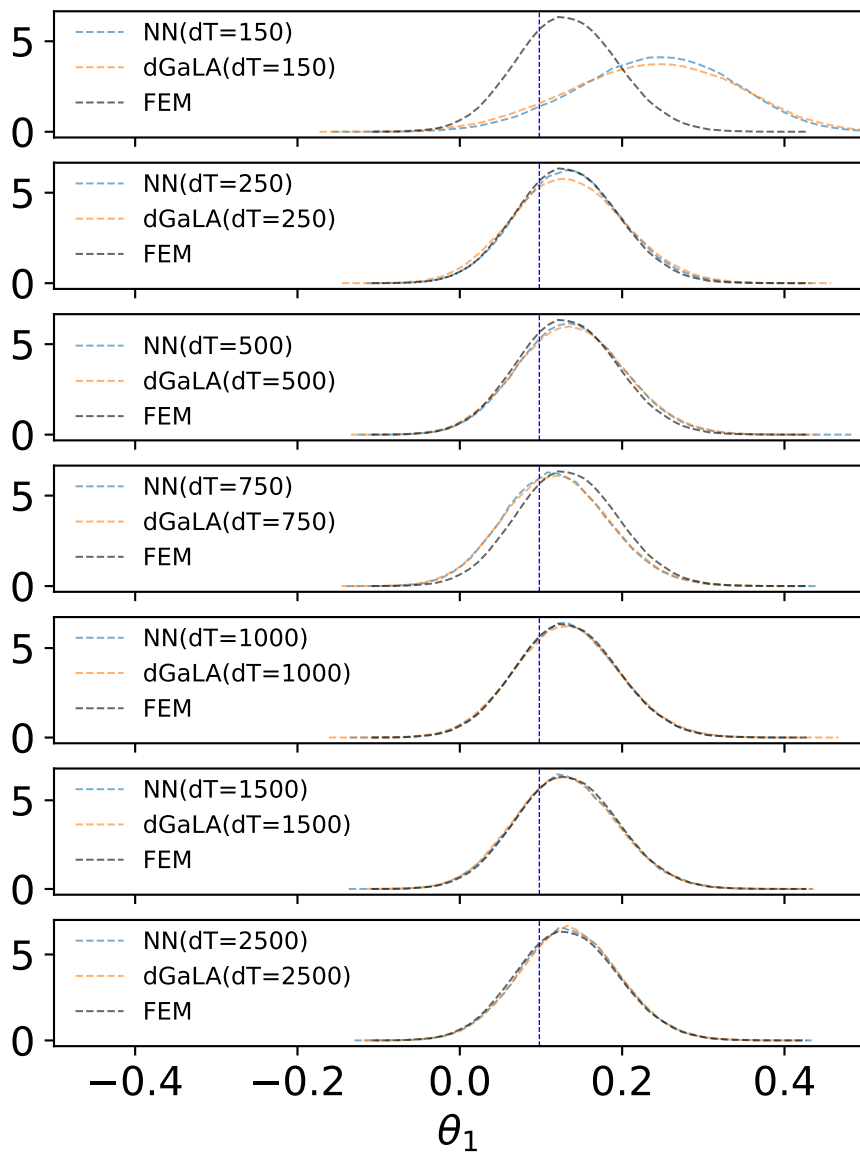 5
0
NN(dT=150)
dGaLA(dT=150)
FEM
5
0
NN(dT=250)
dGaLA(dT=250)
FEM
5
0
NN(dT=500)
dGaLA(dT=500)
FEM
5
0
NN(dT=750)
dGaLA(dT=750)
FEM
5
0
NN(dT=1000)
dGaLA(dT=1000)
FEM
5
0
NN(dT=1500)
dGaLA(dT=1500)
FEM
5
0
NN(dT=2500)
dGaLA(dT=2500)
FEM
−0.4 −0.2 0.0 0.2 0.4
θ₁